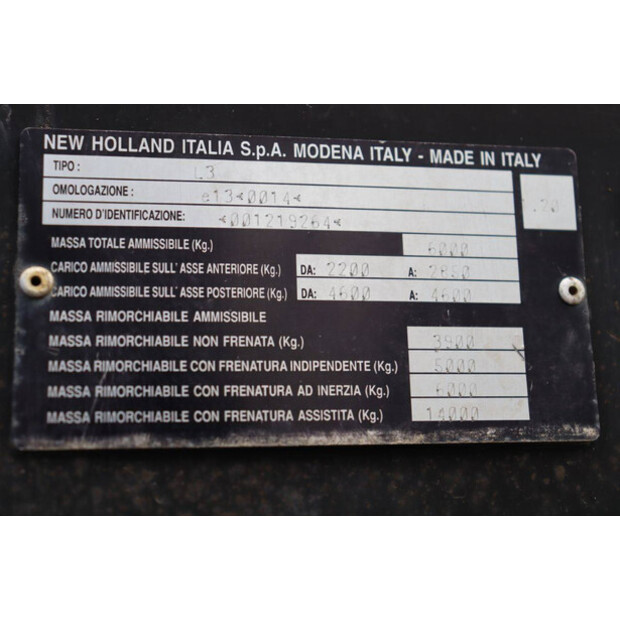 NEW HOLLAND ITALIA S.p.A. MODENA ITALY - MADE IN ITALY
TIPO : L3
OMOLOGAZIONE : e13*0014* .20
NUMERO D'IDENTIFICAZIONE: *001219264*
MASSA TOTALE AMMISSIBILE (Kg.) 6000
CARICO AMMISSIBILE SULL' ASSE ANTERIORE (Kg.) DA: 2200 A:
CARICO AMMISSIBILE SULL' ASSE POSTERIORE (Kg.) DA: 4600 A: 4600
MASSA RIMORCHIABILE AMMISSIBILE
MASSA RIMORCHIABILE NON FRENATA (Kg.) 3900
MASSA RIMORCHIABILE CON FRENATURA INDIPENDENTE (Kg.) 5000
MASSA RIMORCHIABILE CON FRENATURA AD INERZIA (Kg.) 6000
MASSA RIMORCHIABILE CON FRENATURA ASSISTITA (Kg.) 14000